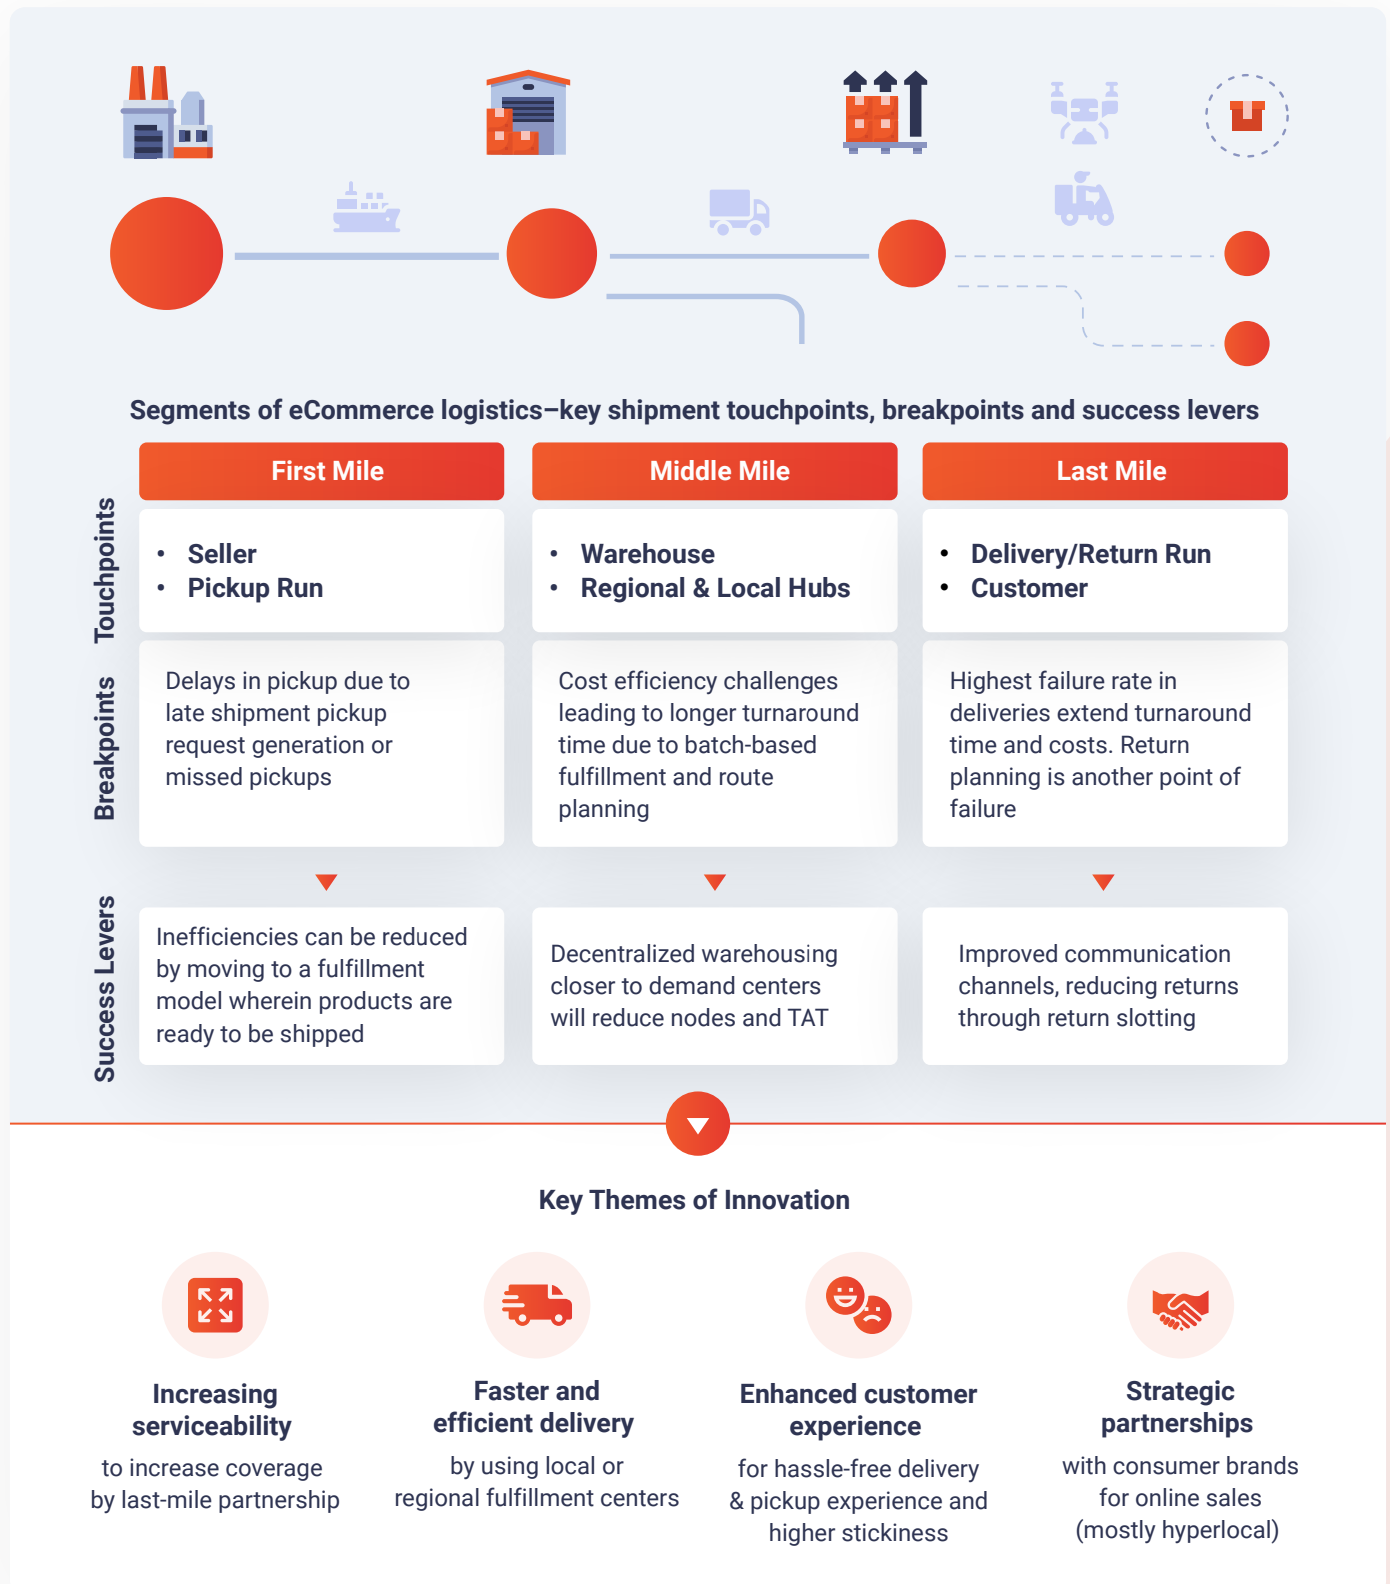 Segments of eCommerce logistics–key shipment touchpoints, breakpoints and success levers
First Mile
Middle Mile
Last Mile
Touchpoints
• Seller
• Pickup Run
• Warehouse
• Regional & Local Hubs
• Delivery/Return Run
• Customer
Breakpoints
Delays in pickup due to
late shipment pickup
request generation or
missed pickups
Cost efficiency challenges
leading to longer turnaround
time due to batch-based
fulfillment and route
planning
Highest failure rate in
deliveries extend turnaround
time and costs. Return
planning is another point of
failure
Success Levers
Inefficiencies can be reduced
by moving to a fulfillment
model wherein products are
ready to be shipped
Decentralized warehousing
closer to demand centers
will reduce nodes and TAT
Improved communication
channels, reducing returns
through return slotting
Key Themes of Innovation
Increasing
serviceability
to increase coverage
by last-mile partnership
Faster and
efficient delivery
by using local or
regional fulfillment centers
Enhanced customer
experience
for hassle-free delivery
& pickup experience and
higher stickiness
Strategic
partnerships
with consumer brands
for online sales
(mostly hyperlocal)